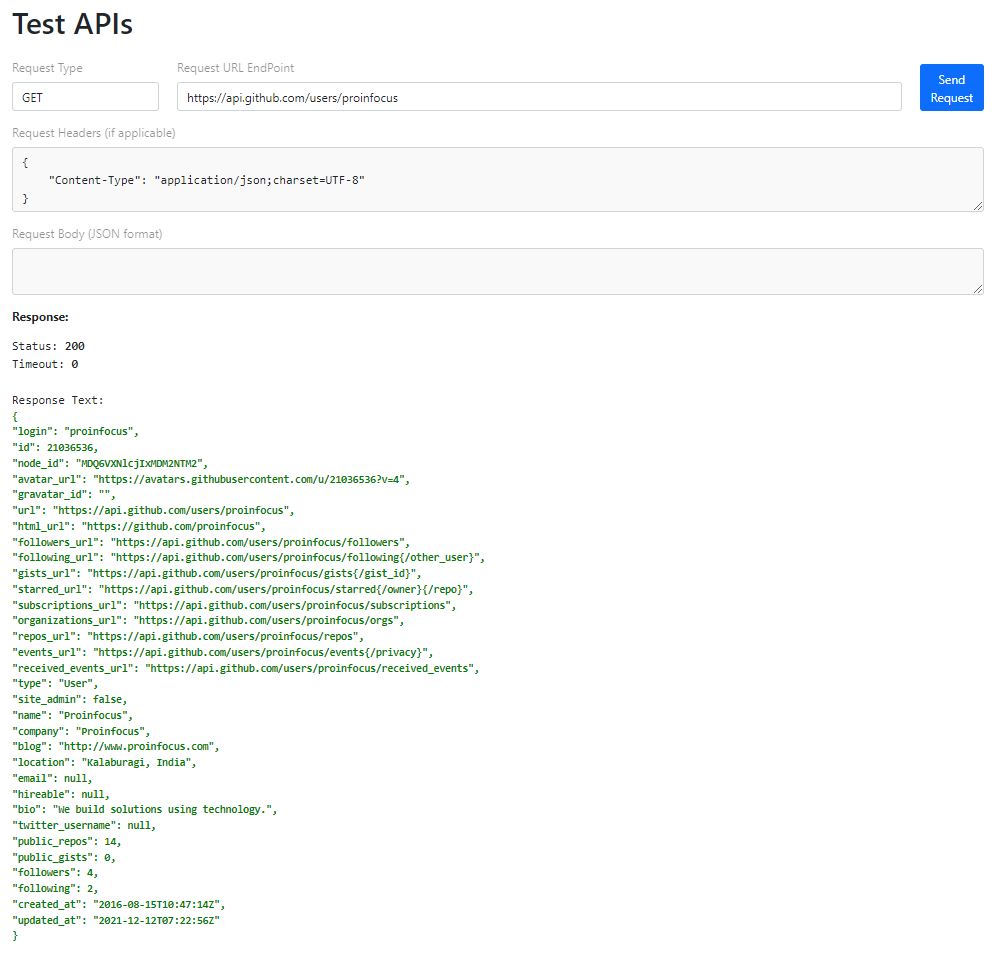 Test APIs
Request Type
Request URL EndPoint
GET
https://api.github.com/users/proinfocus
Send
Request
Request Headers (if applicable)
{
    "Content-Type": "application/json;charset=UTF-8"
}
Request Body (JSON format)
Response:
Status: 200
Timeout: 0
Response Text:
{
"login": "proinfocus",
"id": 21036536,
"node_id": "MDQ6VXNlcjIxMDM2NTM2",
"avatar_url": "https://avatars.githubusercontent.com/u/21036536?v=4",
"gravatar_id": "",
"url": "https://api.github.com/users/proinfocus",
"html_url": "https://github.com/proinfocus",
"followers_url": "https://api.github.com/users/proinfocus/followers",
"following_url": "https://api.github.com/users/proinfocus/following{/other_user}",
"gists_url": "https://api.github.com/users/proinfocus/gists{/gist_id}",
"starred_url": "https://api.github.com/users/proinfocus/starred{/owner}{/repo}",
"subscriptions_url": "https://api.github.com/users/proinfocus/subscriptions",
"organizations_url": "https://api.github.com/users/proinfocus/orgs",
"repos_url": "https://api.github.com/users/proinfocus/repos",
"events_url": "https://api.github.com/users/proinfocus/events{/privacy}",
"received_events_url": "https://api.github.com/users/proinfocus/received_events",
"type": "User",
"site_admin": false,
"name": "Proinfocus",
"company": "Proinfocus",
"blog": "http://www.proinfocus.com",
"location": "Kalaburagi, India",
"email": null,
"hireable": null,
"bio": "We build solutions using technology.",
"twitter_username": null,
"public_repos": 14,
"public_gists": 0,
"followers": 4,
"following": 2,
"created_at": "2016-08-15T10:47:14Z",
"updated_at": "2021-12-12T07:22:56Z"
}